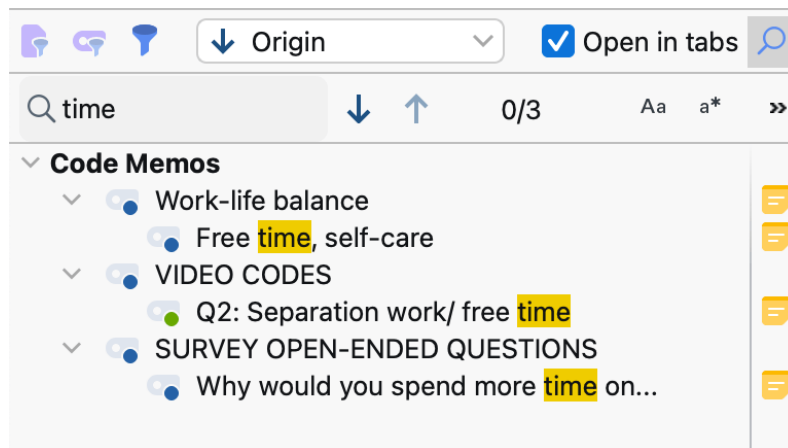 Origin
Open in tabs
time
0/3
Aa
a*
»
Code Memos
Work-life balance
Free time, self-care
VIDEO CODES
Q2: Separation work/ free time
SURVEY OPEN-ENDED QUESTIONS
Why would you spend more time on...